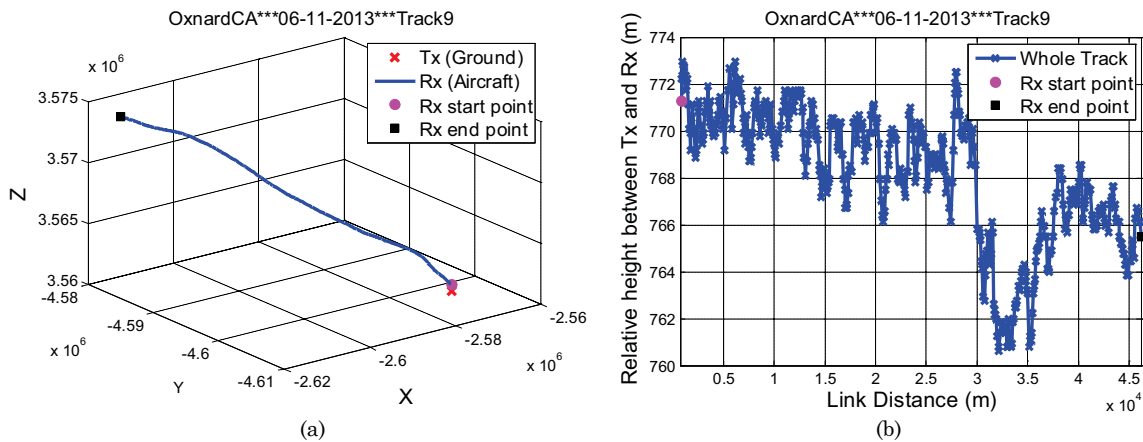 OxnardCA***06-11-2013***Track9
x 10^6
3.575
3.57
3.565
3.56
Z
-4.58
-4.59
-4.6
-4.61
x 10^6
Y
-2.62
-2.6
-2.58
-2.56
x 10^6
X
Tx (Ground)
Rx (Aircraft)
Rx start point
Rx end point
(a)
OxnardCA***06-11-2013***Track9
Relative height between Tx and Rx (m)
774
772
770
768
766
764
762
760
Whole Track
Rx start point
Rx end point
0.5
1
1.5
2
2.5
3
3.5
4
4.5
x 10^4
Link Distance (m)
(b)